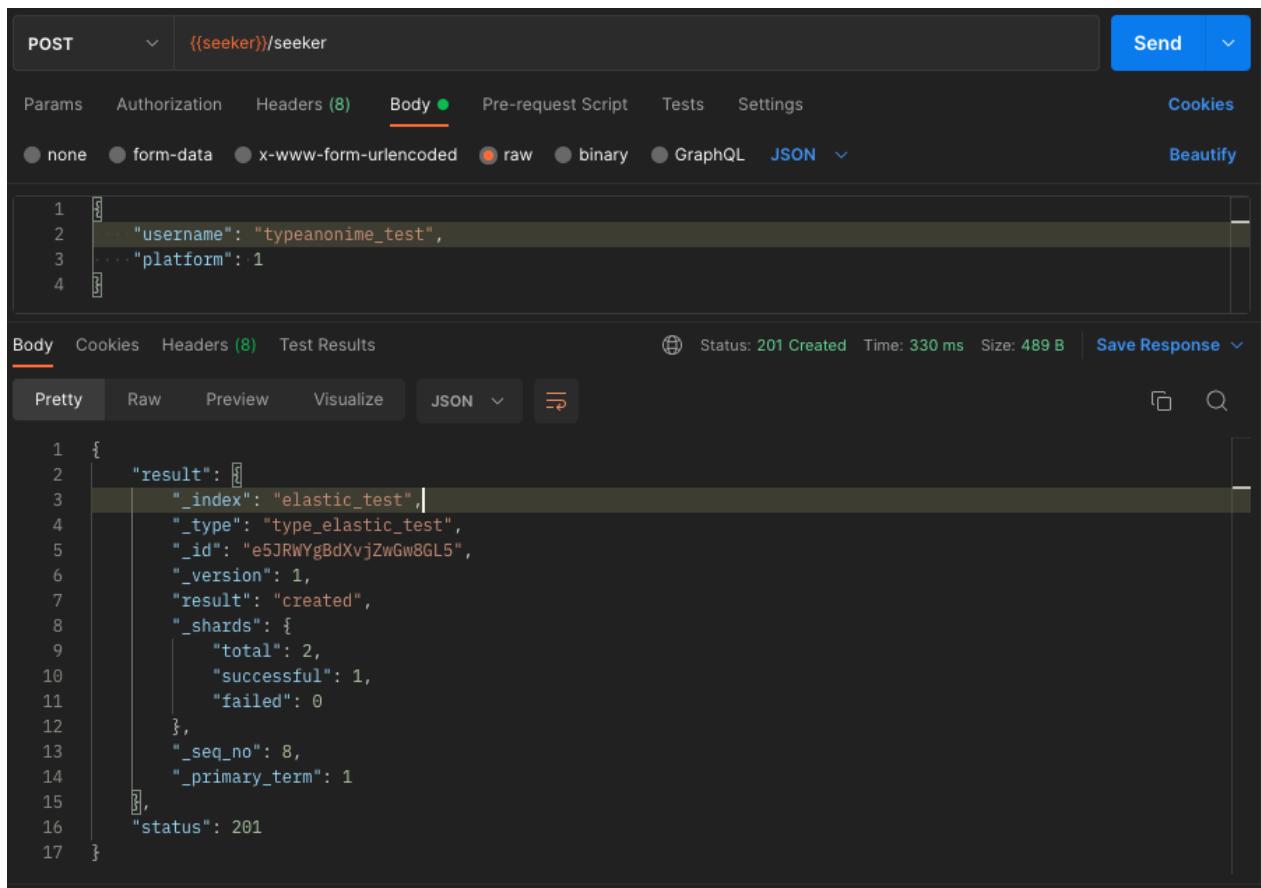 POST {{seeker}}/seeker Send
Params Authorization Headers (8) Body Pre-request Script Tests Settings Cookies
none form-data x-www-form-urlencoded raw binary GraphQL JSON Beautify
1 {
2 "username": "typeanonime_test",
3 "platform": 1
4 }
Body Cookies Headers (8) Test Results Status: 201 Created Time: 330 ms Size: 489 B Save Response
Pretty Raw Preview Visualize JSON
1 {
2 "result": {
3 "_index": "elastic_test",
4 "_type": "type_elastic_test",
5 "_id": "e5JRWYgBdXvjZwGw8GL5",
6 "_version": 1,
7 "result": "created",
8 "_shards": {
9 "total": 2,
10 "successful": 1,
11 "failed": 0
12 },
13 "_seq_no": 8,
14 "_primary_term": 1
15 },
16 "status": 201
17 }